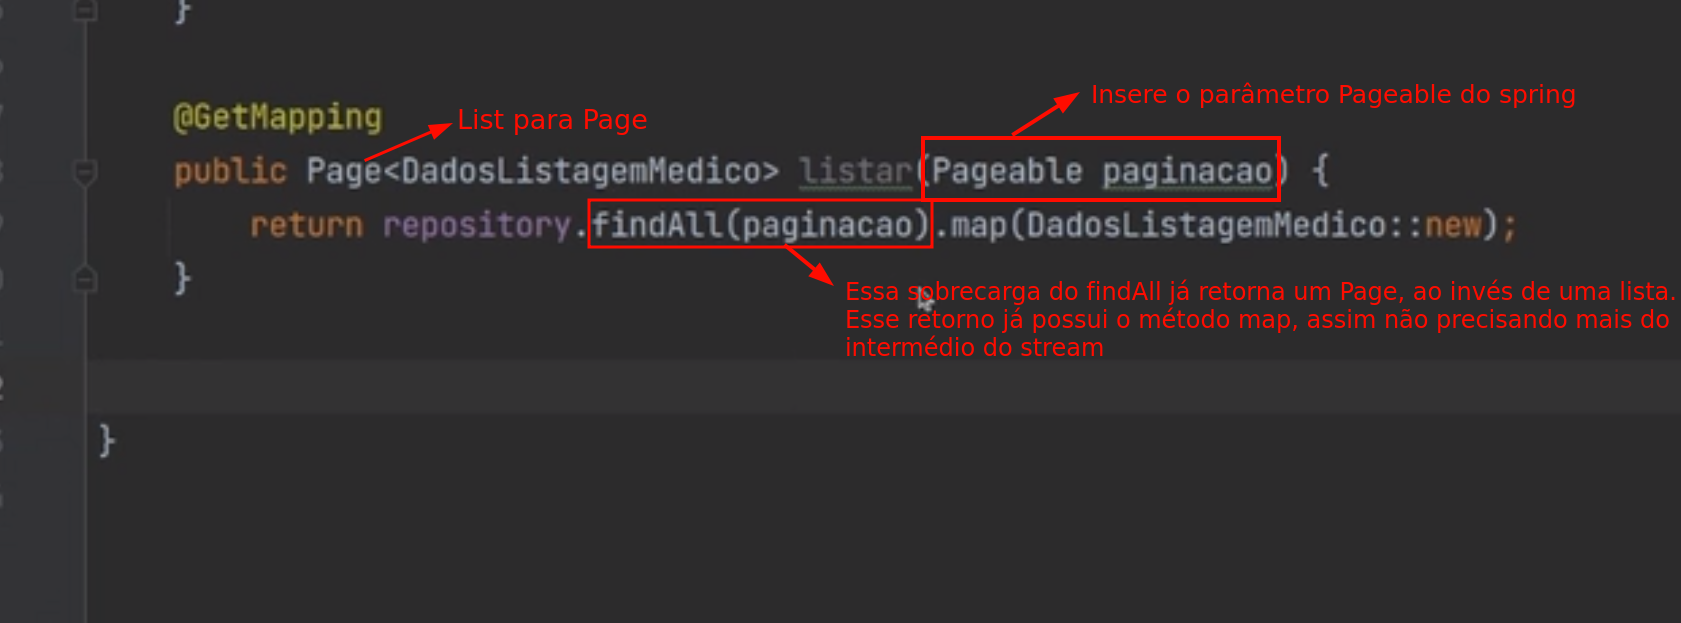 }
@GetMapping
List para Page
Insere o parâmetro Pageable do spring
public Page<DadosListagemMedico> listar(Pageable paginacao) {
return repository.findAll(paginacao).map(DadosListagemMedico::new);
}
Essa sobrecarga do findAll já retorna um Page, ao invés de uma lista.
Esse retorno já possui o método map, assim não precisando mais do
intermédio do stream
}